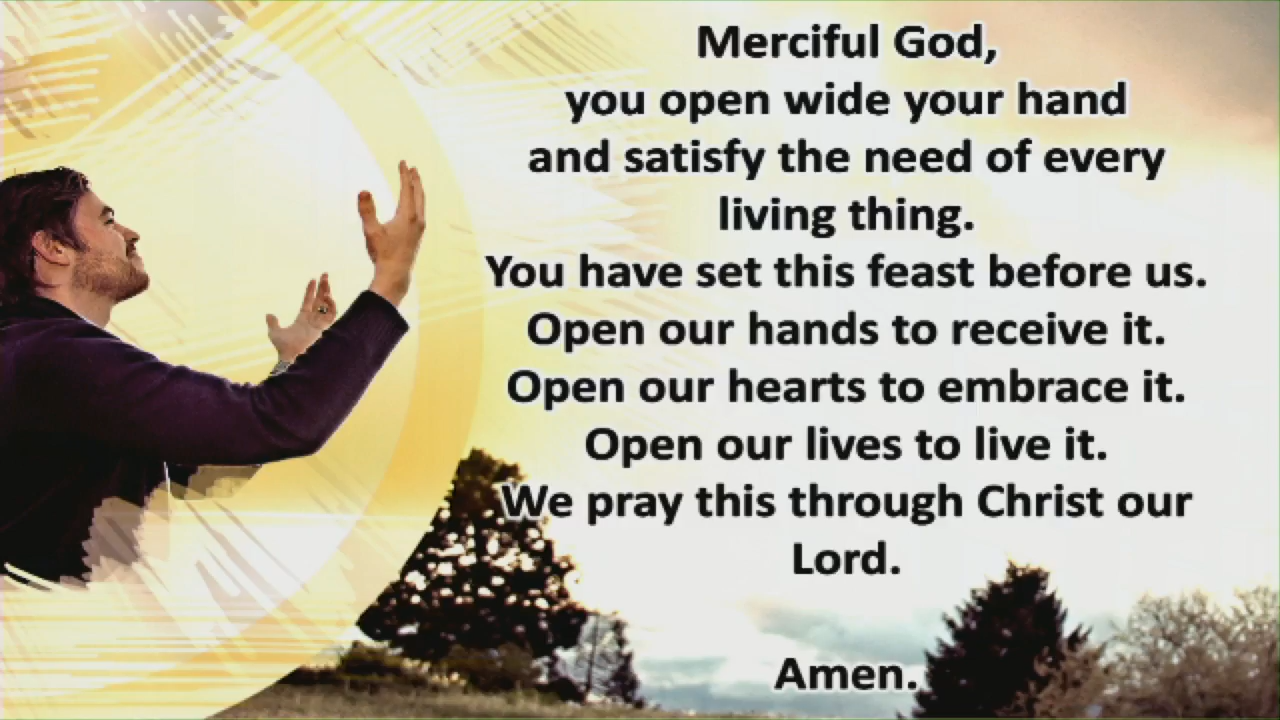 Merciful God,
you open wide your hand
and satisfy the need of every
living thing.
You have set this feast before us.
Open our hands to receive it.
Open our hearts to embrace it.
Open our lives to live it.
We pray this through Christ our
Lord.
Amen.